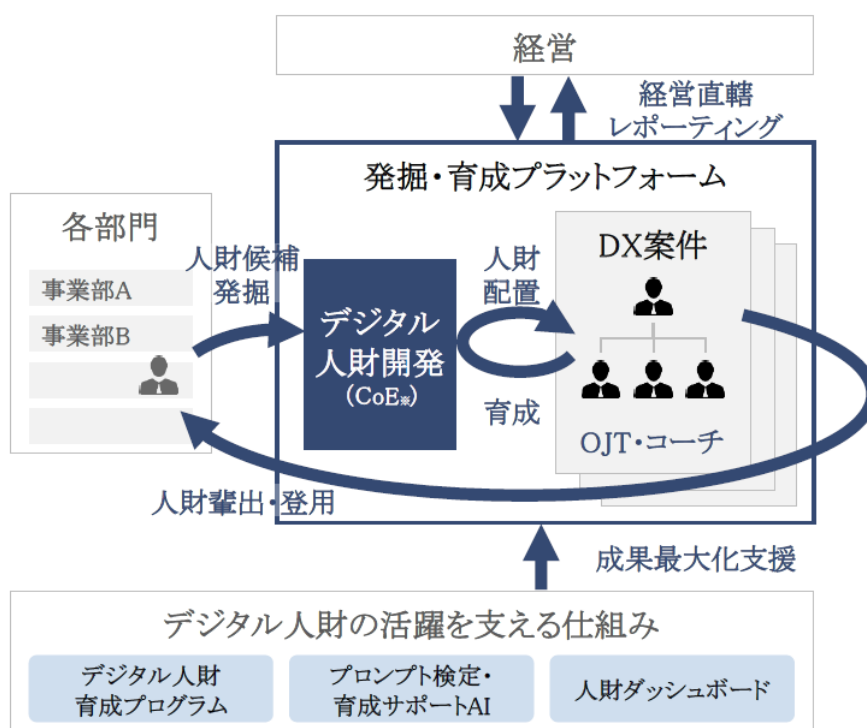 経営
経営直轄
レポーティング
発掘・育成プラットフォーム
各部門
事業部A
事業部B
人財候補
発掘
デジタル
人財開発
(CoE※)
人財
配置
育成
DX案件
OJT・コーチ
人財輩出・登用
成果最大化支援
デジタル人財の活躍を支える仕組み
デジタル人財
育成プログラム
プロンプト検定・
育成サポートAI
人財ダッシュボード